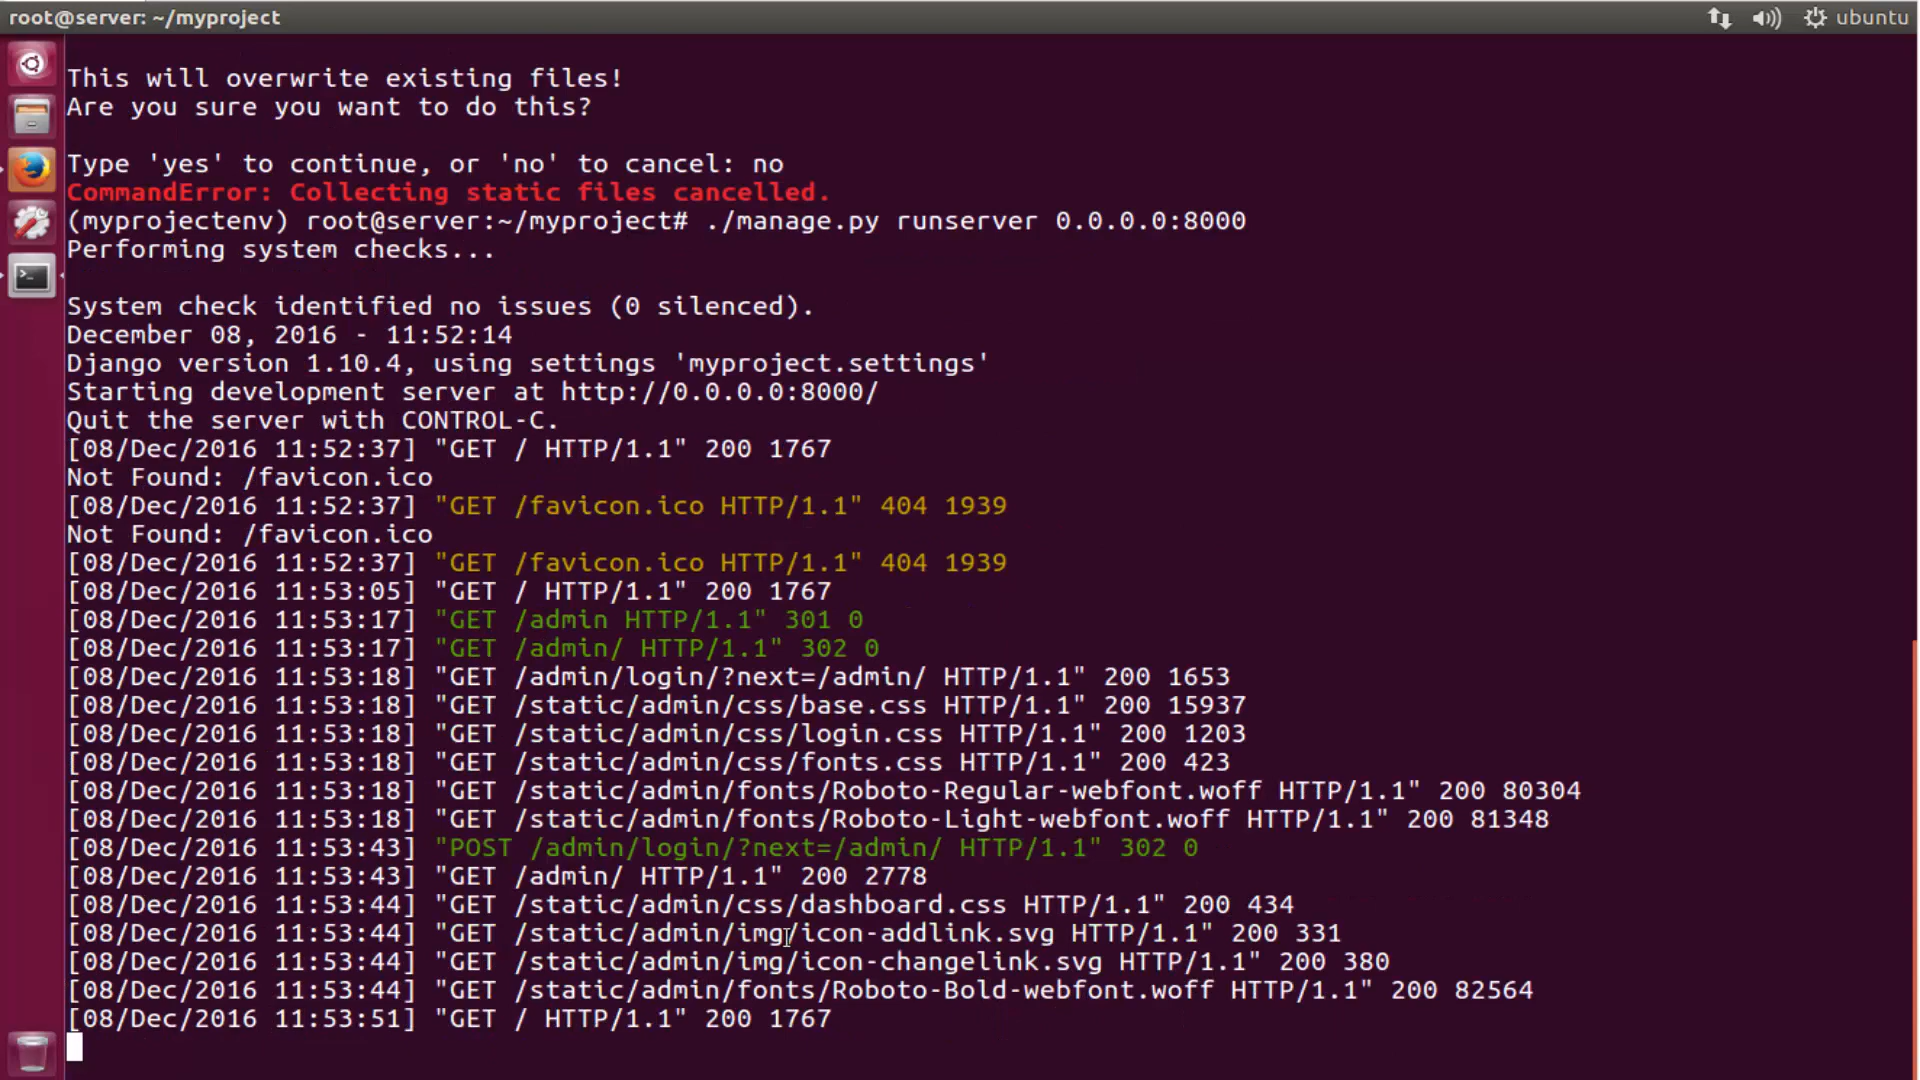 root@server: ~/myproject
ubuntu
This will overwrite existing files!
Are you sure you want to do this?
Type 'yes' to continue, or 'no' to cancel: no
CommandError: Collecting static files cancelled.
(myprojectenv) root@server:~/myproject# ./manage.py runserver 0.0.0.0:8000
Performing system checks...
System check identified no issues (0 silenced).
December 08, 2016 - 11:52:14
Django version 1.10.4, using settings 'myproject.settings'
Starting development server at http://0.0.0.0:8000/
Quit the server with CONTROL-C.
[08/Dec/2016 11:52:37] "GET / HTTP/1.1" 200 1767
Not Found: /favicon.ico
[08/Dec/2016 11:52:37] "GET /favicon.ico HTTP/1.1" 404 1939
Not Found: /favicon.ico
[08/Dec/2016 11:52:37] "GET /favicon.ico HTTP/1.1" 404 1939
[08/Dec/2016 11:53:05] "GET / HTTP/1.1" 200 1767
[08/Dec/2016 11:53:17] "GET /admin HTTP/1.1" 301 0
[08/Dec/2016 11:53:17] "GET /admin/ HTTP/1.1" 302 0
[08/Dec/2016 11:53:18] "GET /admin/login/?next=/admin/ HTTP/1.1" 200 1653
[08/Dec/2016 11:53:18] "GET /static/admin/css/base.css HTTP/1.1" 200 15937
[08/Dec/2016 11:53:18] "GET /static/admin/css/login.css HTTP/1.1" 200 1203
[08/Dec/2016 11:53:18] "GET /static/admin/css/fonts.css HTTP/1.1" 200 423
[08/Dec/2016 11:53:18] "GET /static/admin/fonts/Roboto-Regular-webfont.woff HTTP/1.1" 200 80304
[08/Dec/2016 11:53:18] "GET /static/admin/fonts/Roboto-Light-webfont.woff HTTP/1.1" 200 81348
[08/Dec/2016 11:53:43] "POST /admin/login/?next=/admin/ HTTP/1.1" 302 0
[08/Dec/2016 11:53:43] "GET /admin/ HTTP/1.1" 200 2778
[08/Dec/2016 11:53:44] "GET /static/admin/css/dashboard.css HTTP/1.1" 200 434
[08/Dec/2016 11:53:44] "GET /static/admin/img/icon-addlink.svg HTTP/1.1" 200 331
[08/Dec/2016 11:53:44] "GET /static/admin/img/icon-changelink.svg HTTP/1.1" 200 380
[08/Dec/2016 11:53:44] "GET /static/admin/fonts/Roboto-Bold-webfont.woff HTTP/1.1" 200 82564
[08/Dec/2016 11:53:51] "GET / HTTP/1.1" 200 1767